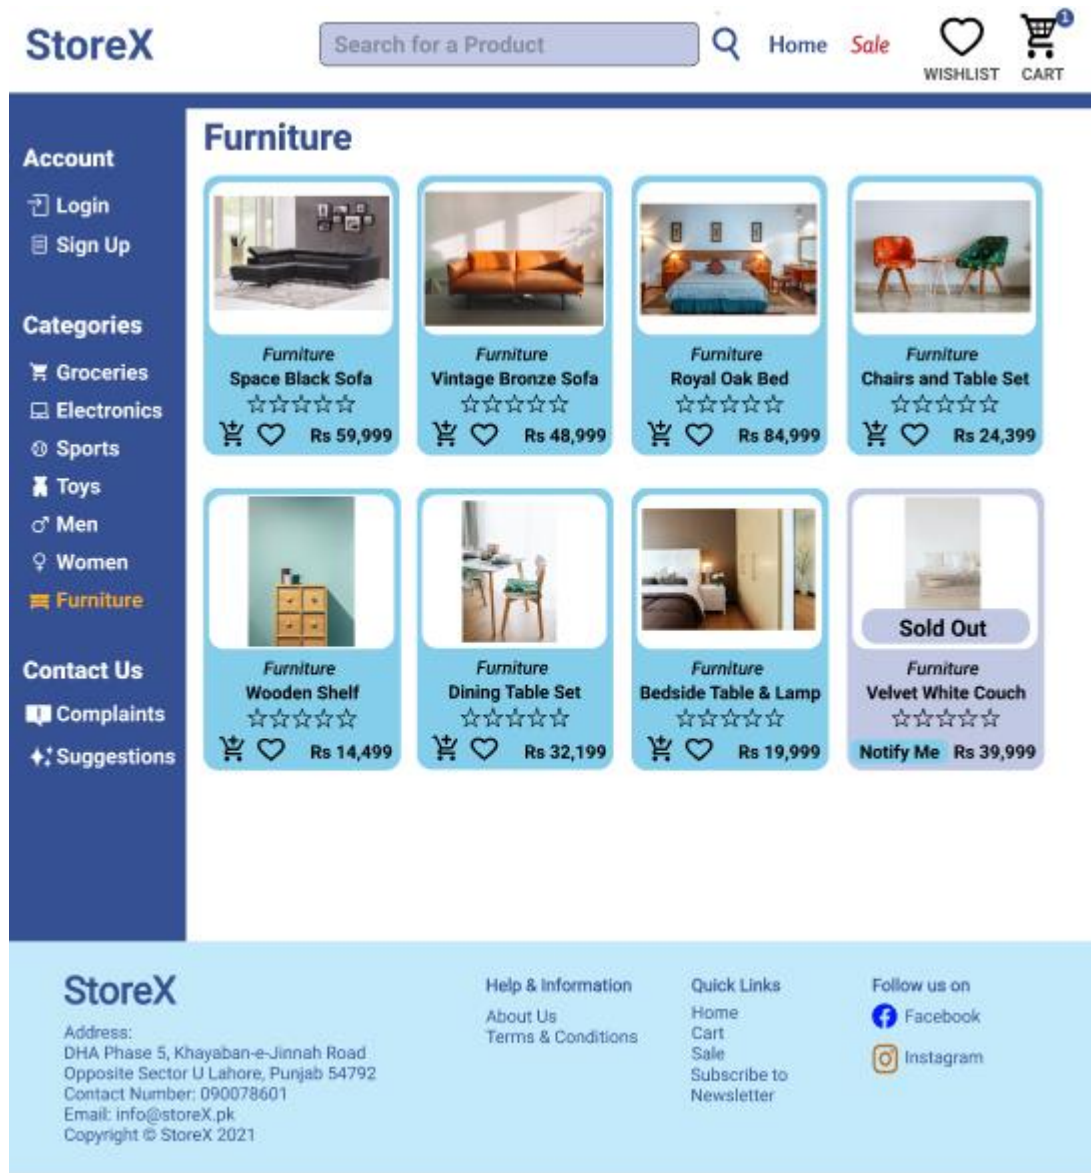 StoreX
Search for a Product
Home
Sale
WISHLIST
1
CART
Account
Login
Sign Up
Categories
Groceries
Electronics
Sports
Toys
Men
Women
Furniture
Contact Us
Complaints
Suggestions
Furniture
Furniture
Space Black Sofa
Rs 59,999
Furniture
Vintage Bronze Sofa
Rs 48,999
Furniture
Royal Oak Bed
Rs 84,999
Furniture
Chairs and Table Set
Rs 24,399
Furniture
Wooden Shelf
Rs 14,499
Furniture
Dining Table Set
Rs 32,199
Furniture
Bedside Table & Lamp
Rs 19,999
Sold Out
Furniture
Velvet White Couch
Notify Me Rs 39,999
StoreX
Address:
DHA Phase 5, Khayaban-e-Jinnah Road
Opposite Sector U Lahore, Punjab 54792
Contact Number: 090078601
Email: info@storeX.pk
Copyright © StoreX 2021
Help & Information
About Us
Terms & Conditions
Quick Links
Home
Cart
Sale
Subscribe to
Newsletter
Follow us on
Facebook
Instagram